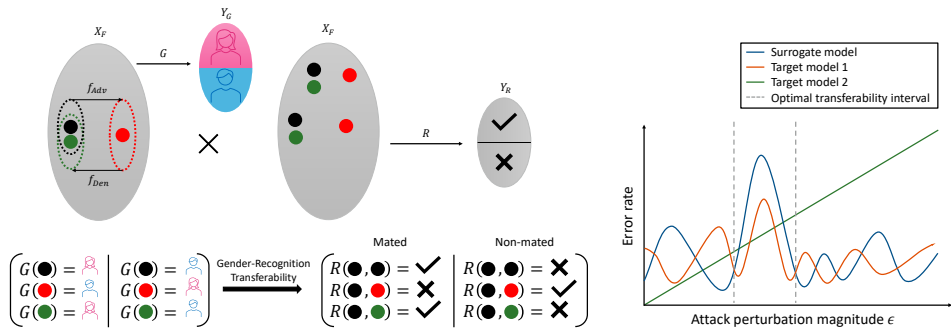 X_F
G
Y_G
f_Adv
f_Den
X_F
R
Y_R
G( ) =
G( ) =
G( ) =
G( ) =
G( ) =
G( ) =
Gender-Recognition
Transferability
Mated
R( , ) =
R( , ) =
R( , ) =
Non-mated
R( , ) =
R( , ) =
R( , ) =
Surrogate model
Target model 1
Target model 2
Optimal transferability interval
Error rate
Attack perturbation magnitude ϵ